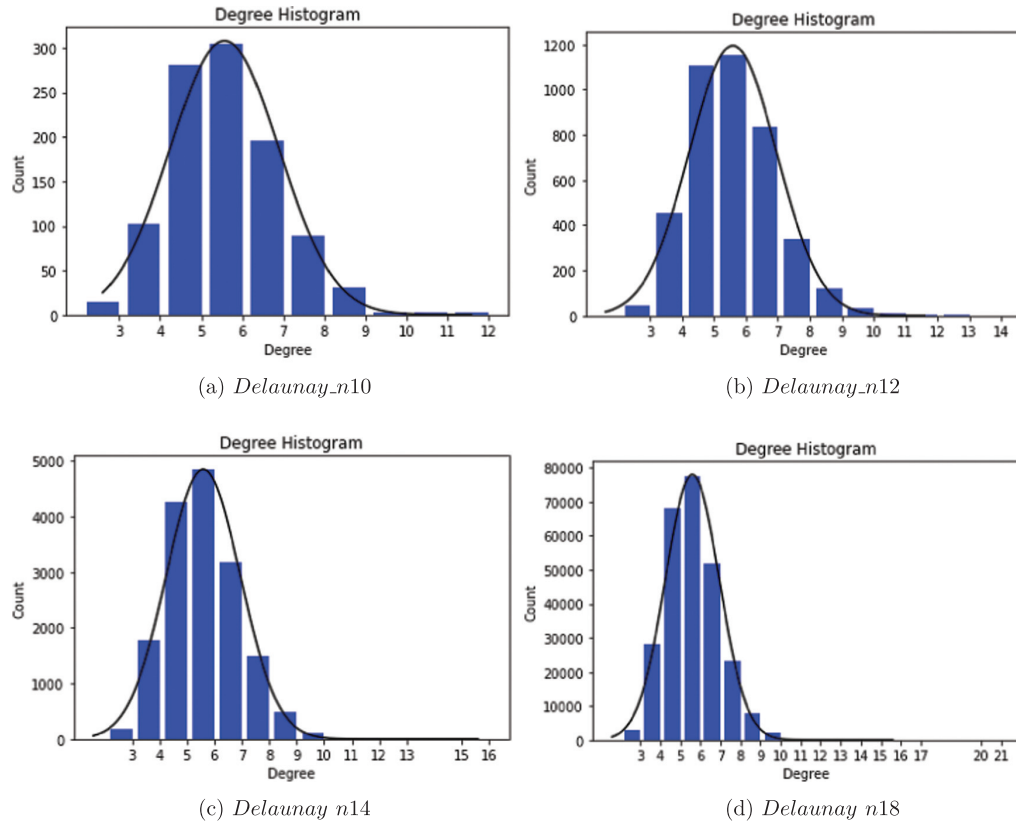 Degree Histogram
300
250
200
150
100
50
0
Count
3 4 5 6 7 8 9 10 11 12
Degree
(a) Delaunay_n10
Degree Histogram
1200
1000
800
600
400
200
0
Count
3 4 5 6 7 8 9 10 11 12 13 14
Degree
(b) Delaunay_n12
Degree Histogram
5000
4000
3000
2000
1000
0
Count
3 4 5 6 7 8 9 10 11 12 13 15 16
Degree
(c) Delaunay n14
Degree Histogram
80000
70000
60000
50000
40000
30000
20000
10000
0
Count
3 4 5 6 7 8 9 10 11 12 13 14 15 16 17 20 21
Degree
(d) Delaunay n18